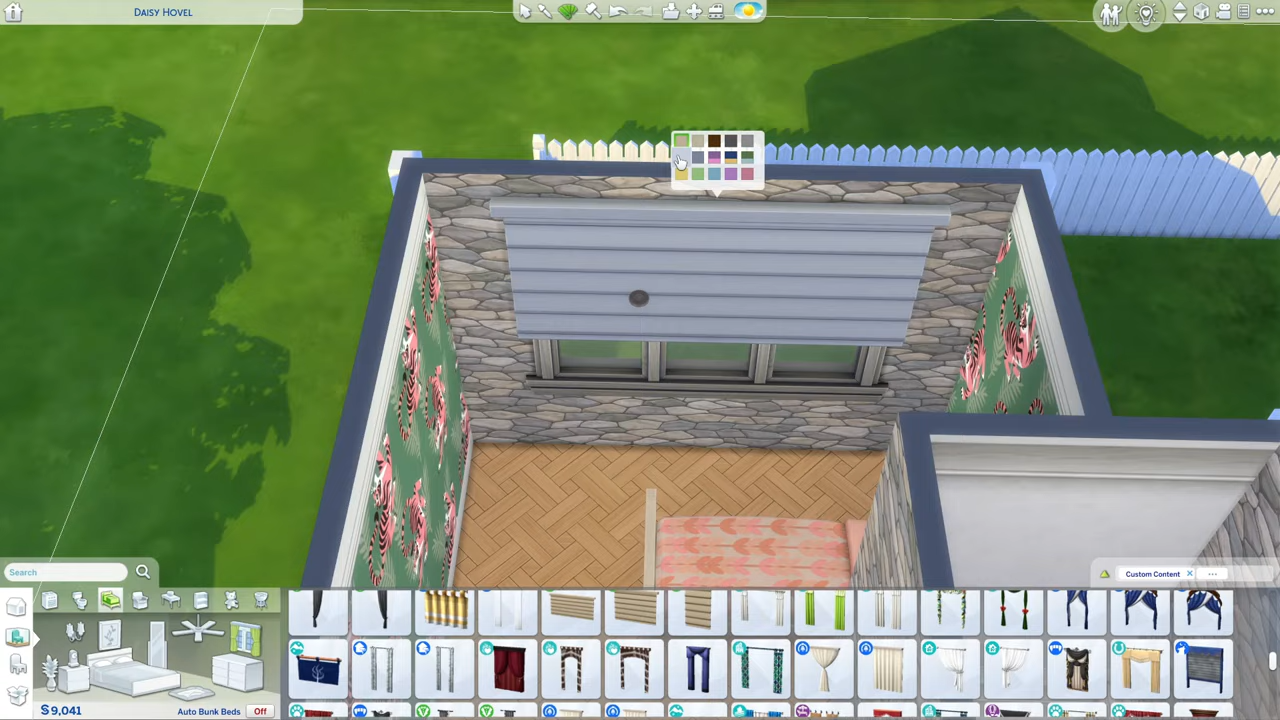 DAISY HOVEL
Search
Custom Content
§9,041
Auto Bunk Beds
Off